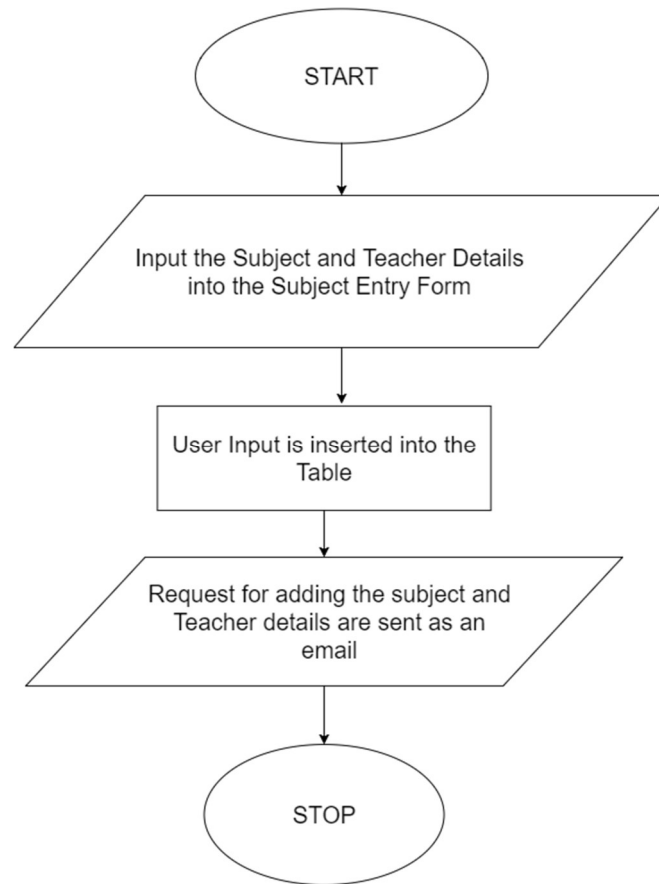 START
Input the Subject and Teacher Details
into the Subject Entry Form
User Input is inserted into the
Table
Request for adding the subject and
Teacher details are sent as an
email
STOP